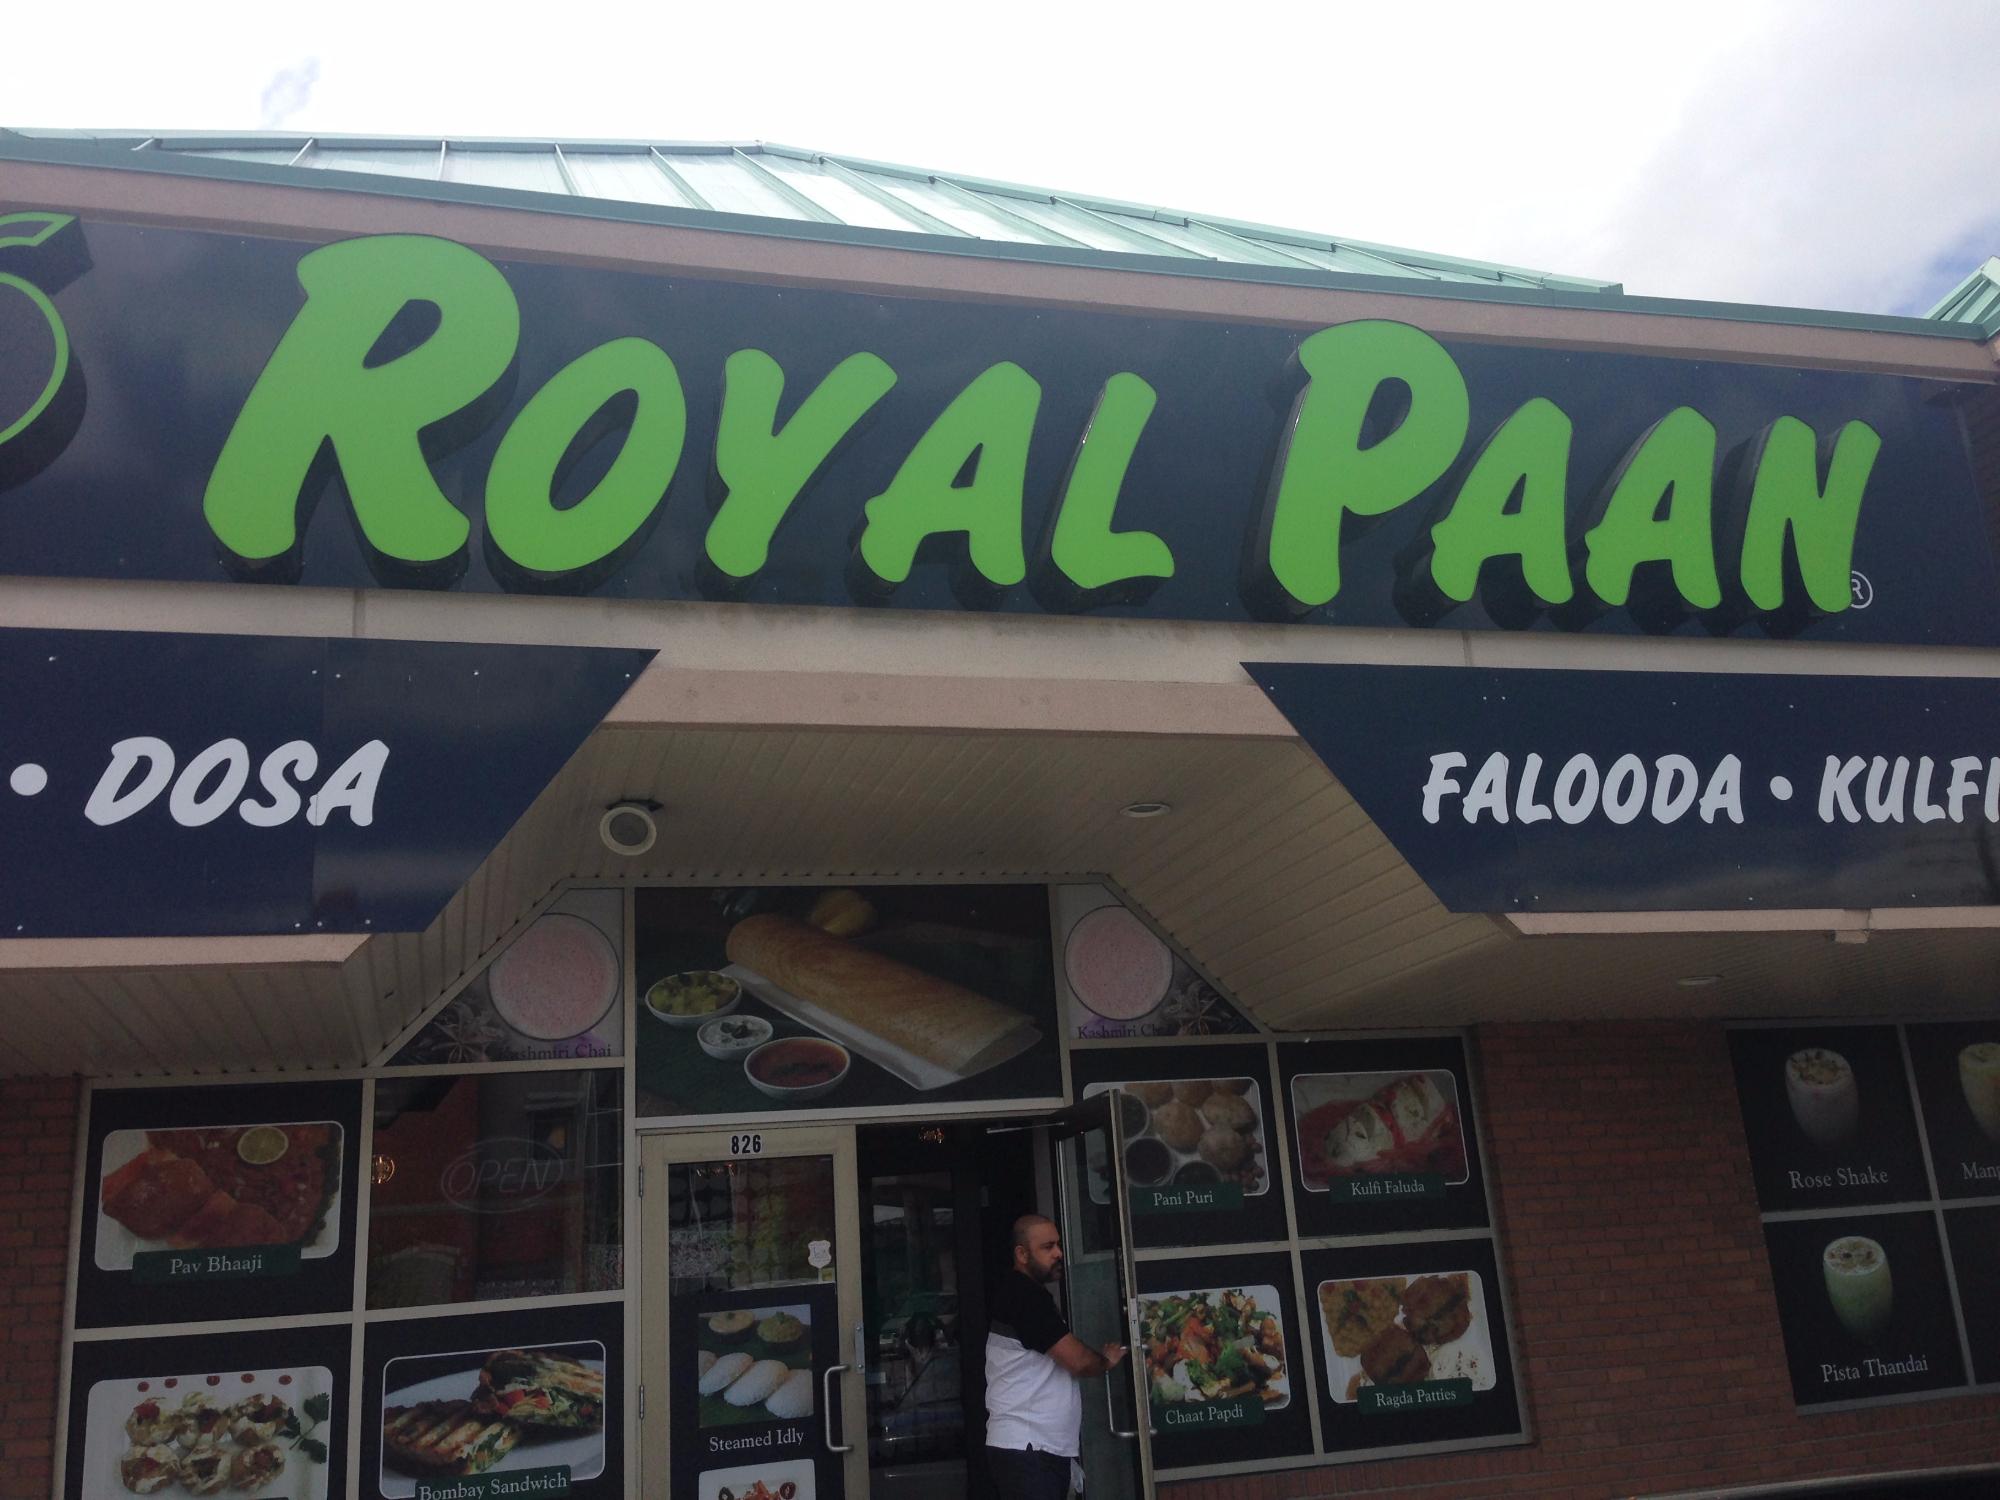 ROYAL PAAN ®
• DOSA
FALOODA • KULFI
Kashmiri Chai
Kashmiri
826
OPEN
Pav Bhaaji
Pani Puri
Kulfi Faluda
Rose Shake
Steamed Idly
Bombay Sandwich
Chaat Papdi
Ragda Patties
Pista Thandai